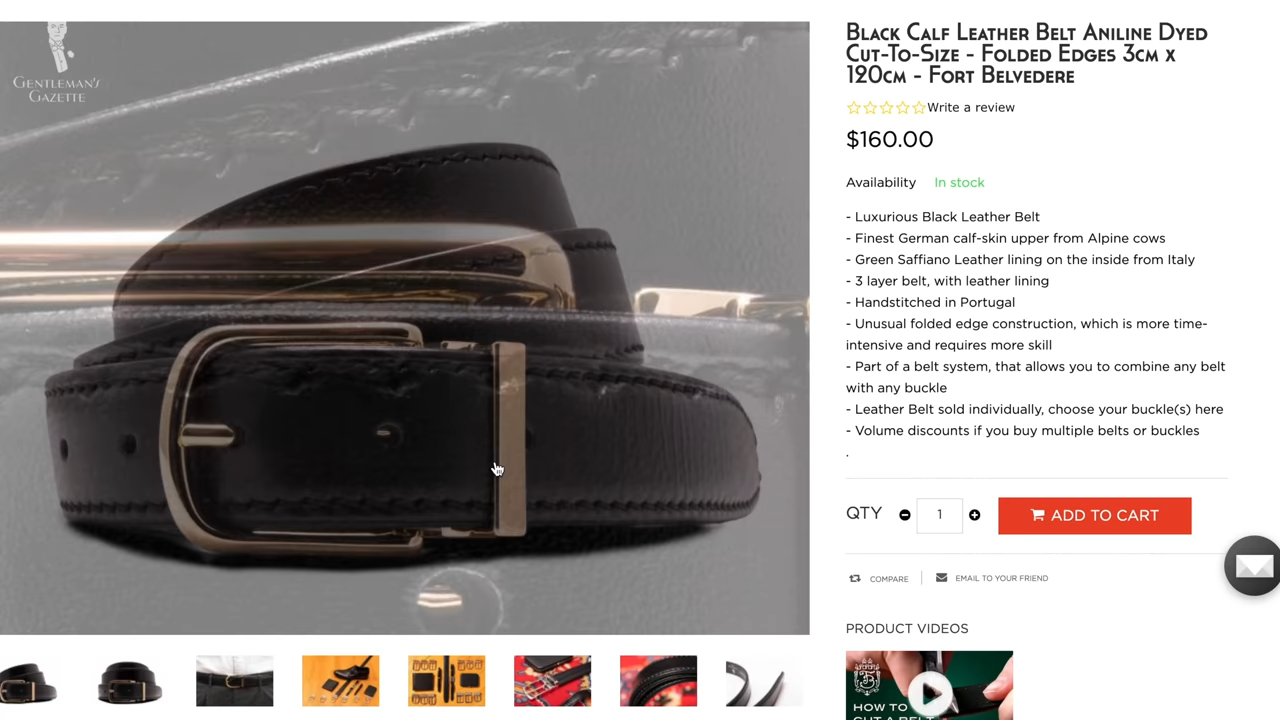 GENTLEMAN'S
GAZETTE
Black Calf Leather Belt Aniline Dyed
Cut-To-Size - Folded Edges 3cm x
120cm - Fort Belvedere
Write a review
$160.00
Availability In stock
- Luxurious Black Leather Belt
- Finest German calf-skin upper from Alpine cows
- Green Saffiano Leather lining on the inside from Italy
- 3 layer belt, with leather lining
- Handstitched in Portugal
- Unusual folded edge construction, which is more time-
intensive and requires more skill
- Part of a belt system, that allows you to combine any belt
with any buckle
- Leather Belt sold individually, choose your buckle(s) here
- Volume discounts if you buy multiple belts or buckles
.
QTY 1 ADD TO CART
COMPARE EMAIL TO YOUR FRIEND
PRODUCT VIDEOS
HOW TO
CUT A BELT